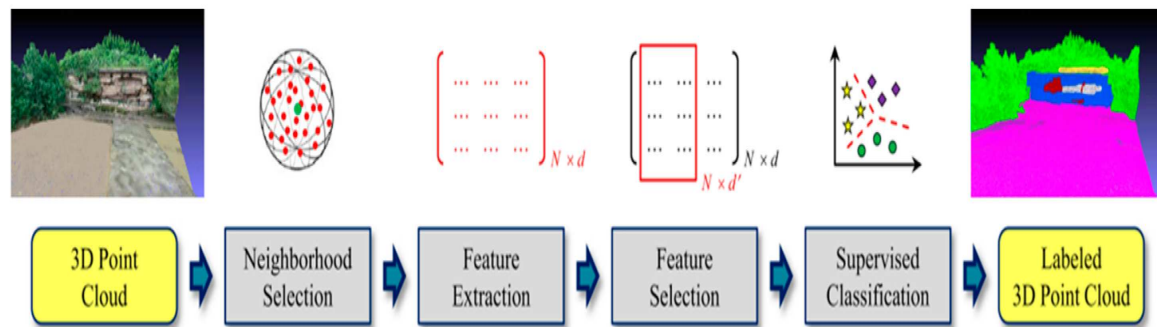 ... ... ...
... ... ...
... ... ...
N × d
... ... ...
... ... ...
... ... ...
N × d
N × d'
3D Point
Cloud
Neighborhood
Selection
Feature
Extraction
Feature
Selection
Supervised
Classification
Labeled
3D Point Cloud